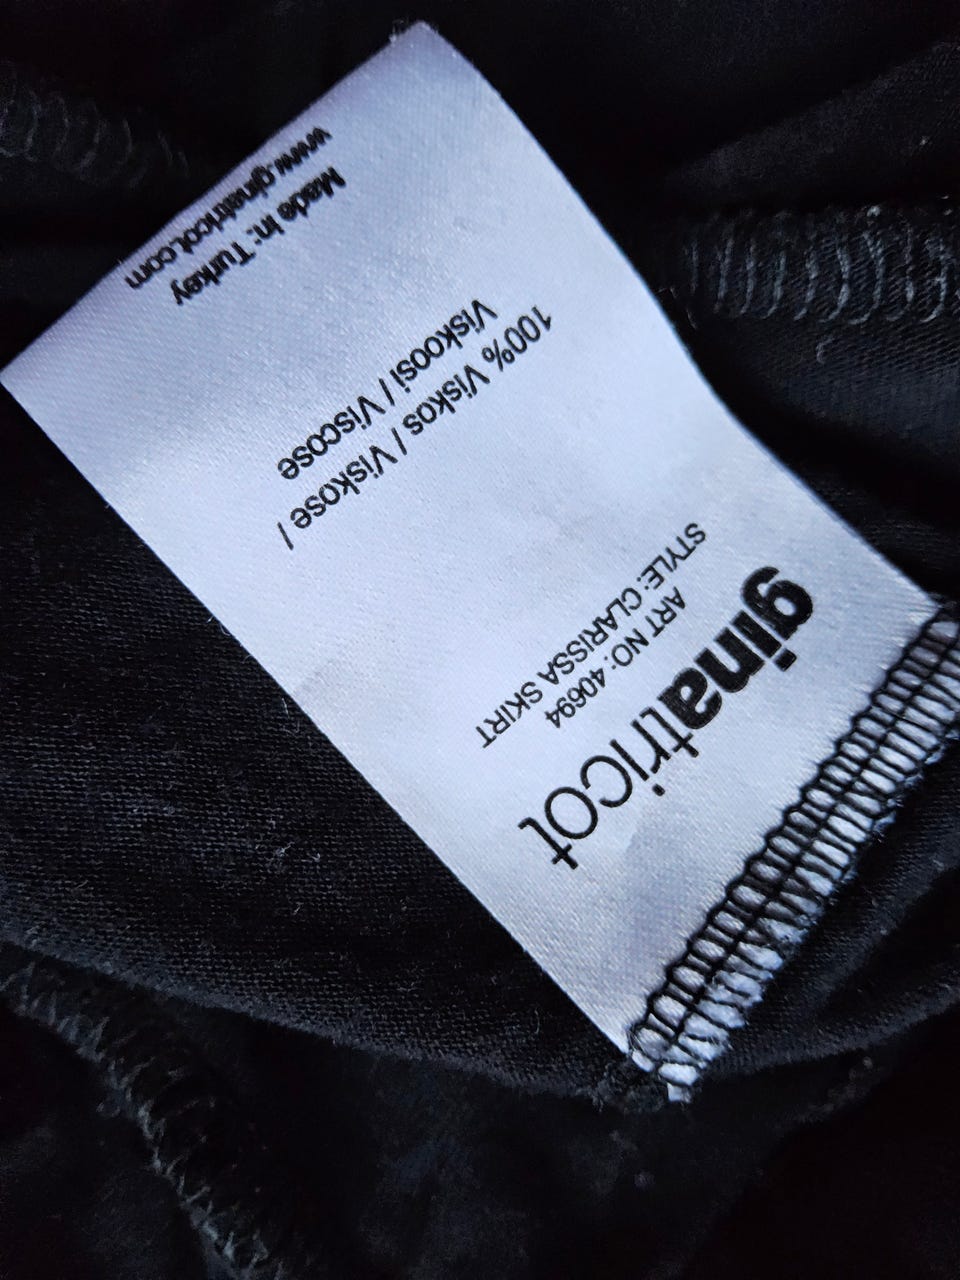 ginatricot
ART NO: 40694
STYLE: CLARISSA SKIRT
100% Viskos / Viskose /
Viskoosi / Viscose
Made in: Turkey
www.ginatricot.com